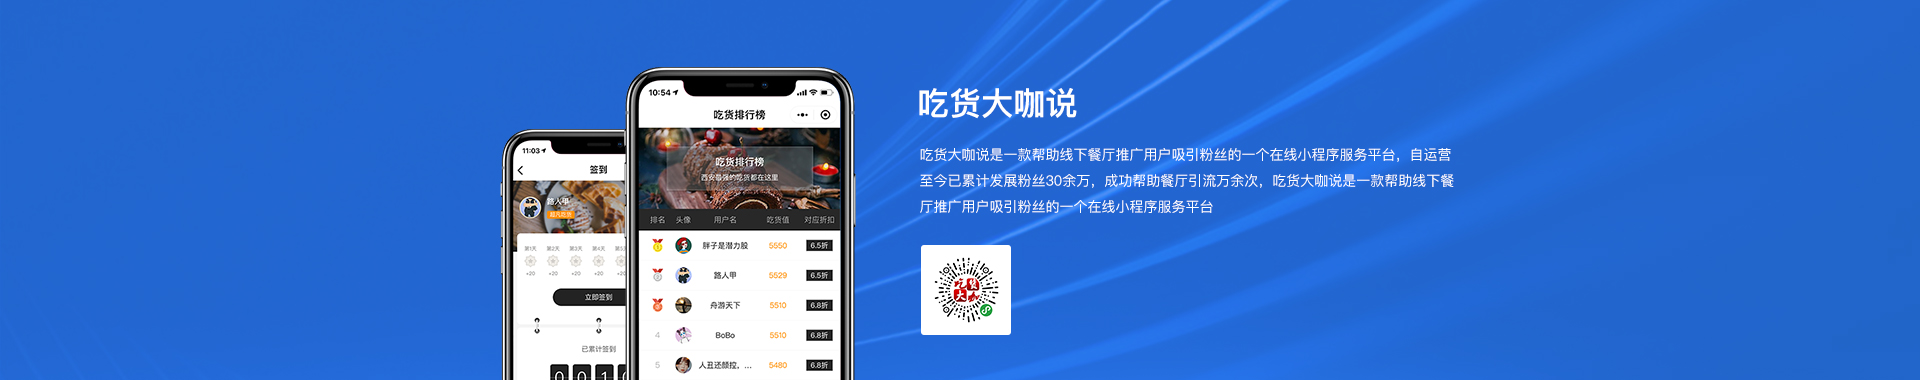 11:03
签到
路人甲
超凡吃货
第1天 第2天 第3天 第4天
+20 +20 +20 +20
立即签到
已累计签到
0 0 1
10:54
吃货排行榜
吃货排行榜
西安最强的吃货都在这里
排名 头像 用户名 吃货值 对应折扣
胖子是潜力股 5550 6.5折
路人甲 5529 6.5折
舟游天下 5510 6.8折
4 BoBo 5510 6.8折
5 人丑还颜控，... 5480 6.8折
吃货大咖说
吃货大咖说是一款帮助线下餐厅推广用户吸引粉丝的一个在线小程序服务平台，自运营
至今已累计发展粉丝30余万，成功帮助餐厅引流万余次，吃货大咖说是一款帮助线下餐
厅推广用户吸引粉丝的一个在线小程序服务平台
吃货
大咖